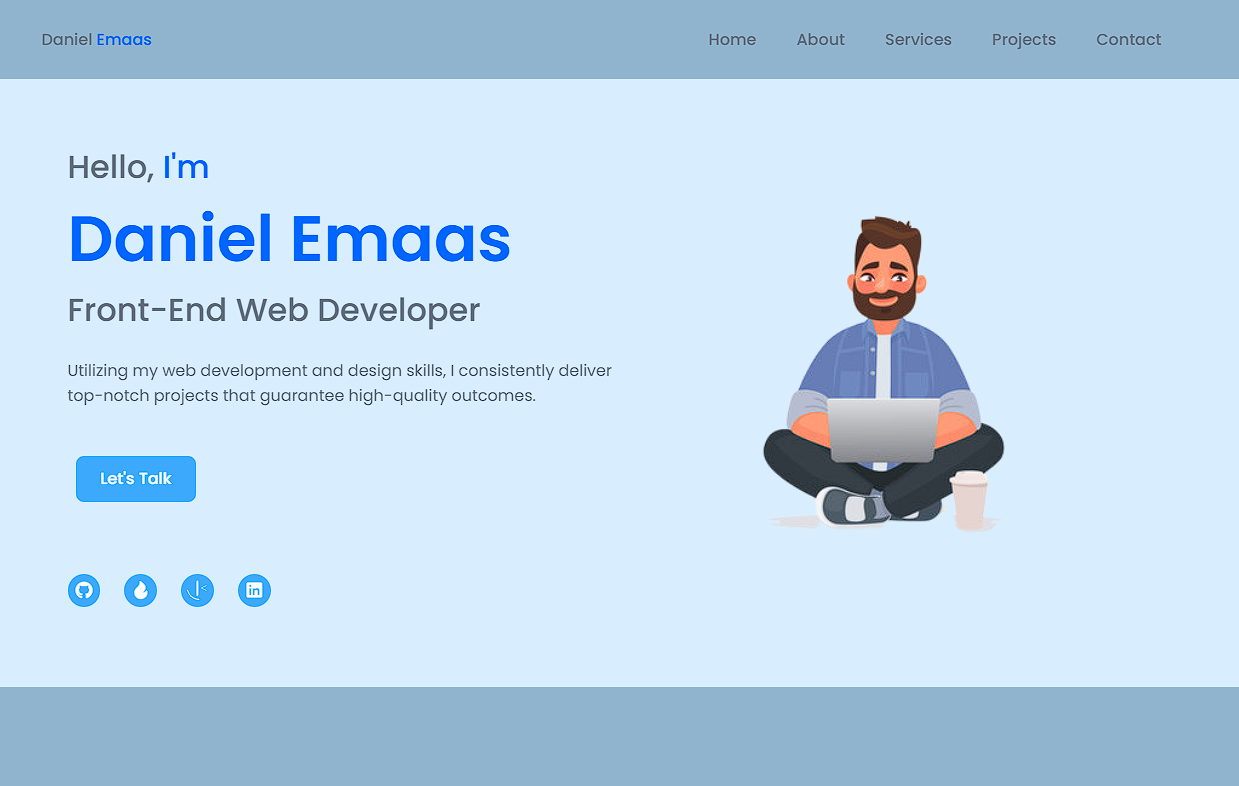 Daniel Emaas
Home About Services Projects Contact
Hello, I'm
Daniel Emaas
Front-End Web Developer
Utilizing my web development and design skills, I consistently deliver
top-notch projects that guarantee high-quality outcomes.
Let's Talk
in